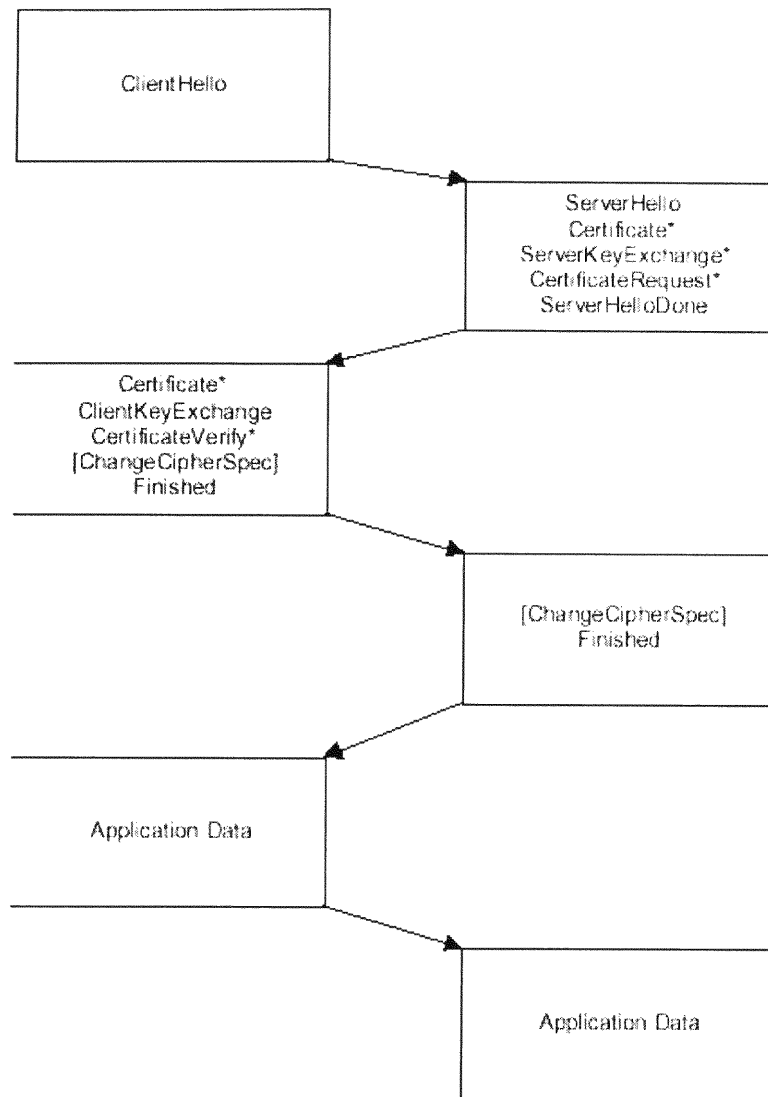 ClientHello
ServerHello
Certificate*
ServerKeyExchange*
CertificateRequest*
ServerHelloDone
Certificate*
ClientKeyExchange
CertificateVerify*
[ChangeCipherSpec]
Finished
[ChangeCipherSpec]
Finished
Application Data
Application Data